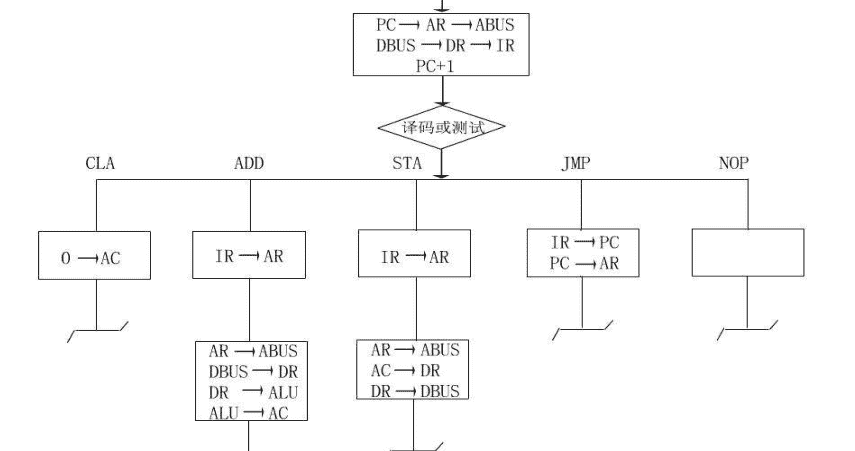 PC→AR→ABUS
DBUS→DR→IR
PC+1
译码或测试
CLA
ADD
STA
JMP
NOP
0→AC
IR→AR
IR→AR
IR→PC
PC→AR
AR→ABUS
DBUS→DR
DR→ALU
ALU→AC
AR→ABUS
AC→DR
DR→DBUS